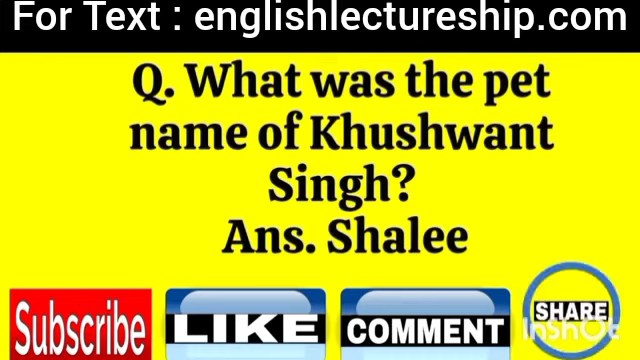 For Text : englishlectureship.com
Q. What was the pet
name of Khushwant
Singh?
Ans. Shalee
Subscribe
LIKE
COMMENT
SHARE
InShOt